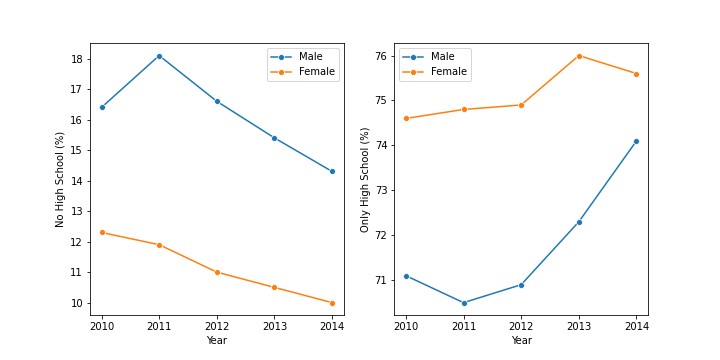 Male
Female
18
17
16
15
14
13
12
11
10
No High School (%)
2010 2011 2012 2013 2014
Year
Male
Female
76
75
74
73
72
71
Only High School (%)
2010 2011 2012 2013 2014
Year